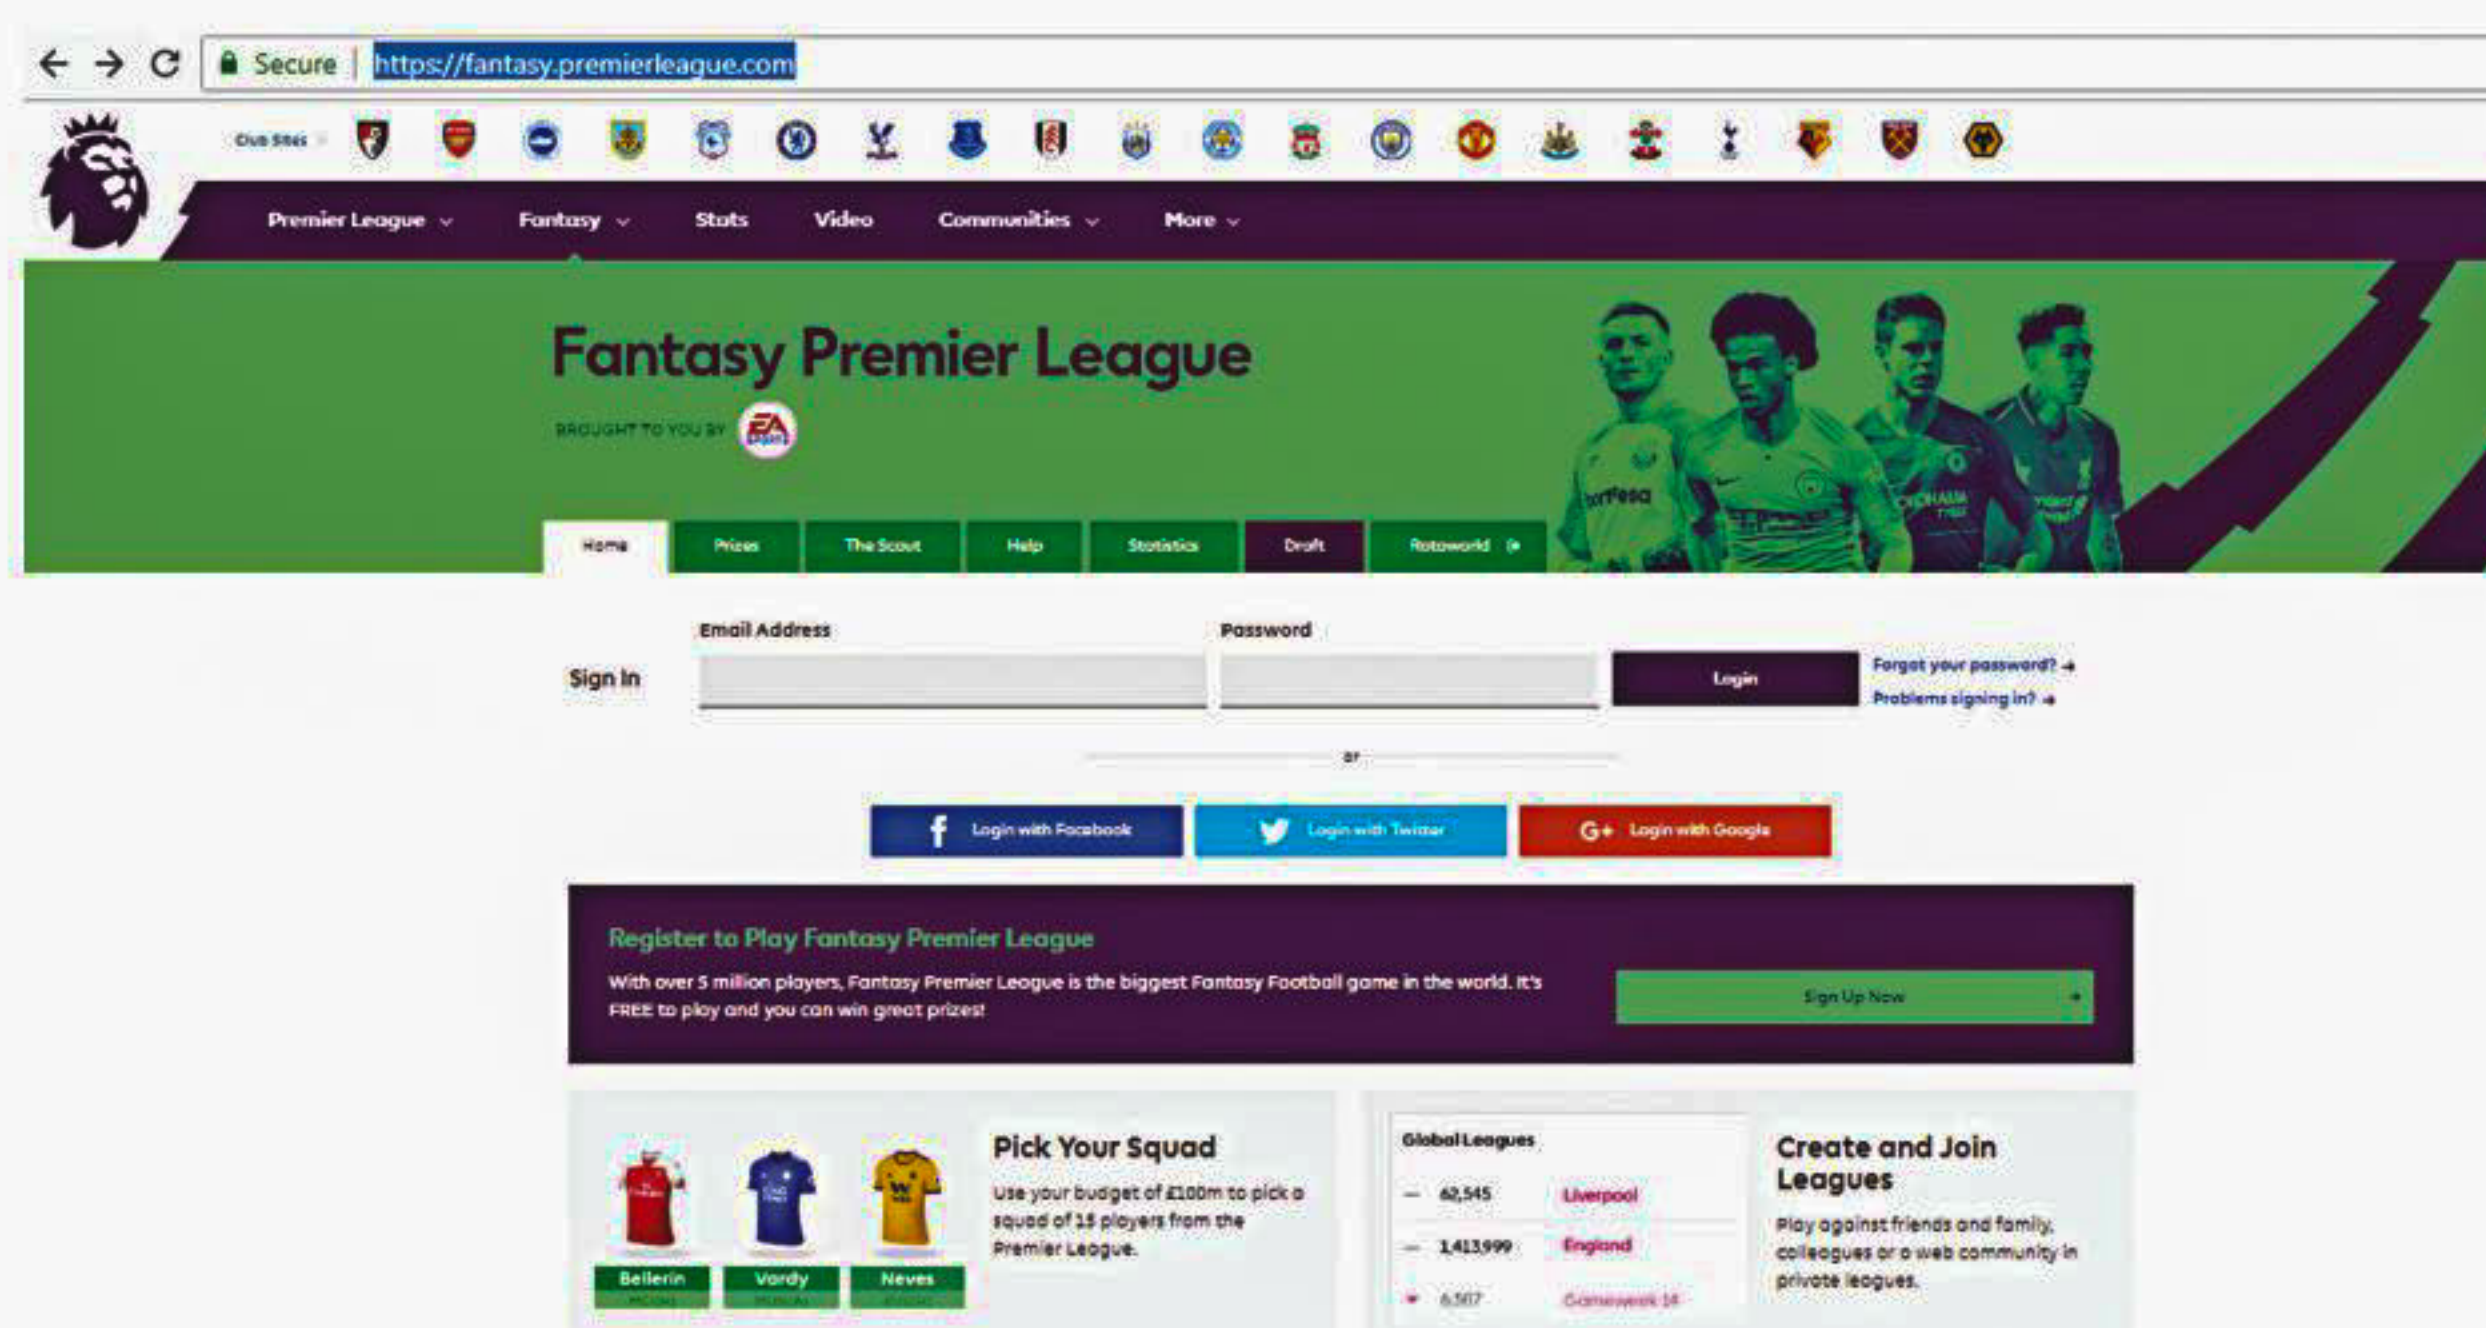 Secure | https://fantasy.premierleague.com
Club Sites
Premier League Fantasy Stats Video Communities More
Fantasy Premier League
BROUGHT TO YOU BY EA SPORTS
Home Prizes The Scout Help Statistics Draft Rotoworld
Email Address Password
Sign In Login Forgot your password?
Problems signing in?
or
Login with Facebook Login with Twitter G+ Login with Google
Register to Play Fantasy Premier League
With over 5 million players, Fantasy Premier League is the biggest Fantasy Football game in the world. It's
FREE to play and you can win great prizes!
Sign Up Now
Pick Your Squad
Use your budget of £100m to pick a
squad of 15 players from the
Premier League.
Bellerin Vardy Neves
Global Leagues
62,545 Liverpool
1,413,999 England
6,507 Gameweek 14
Create and Join
Leagues
Play against friends and family,
colleagues or a web community in
private leagues.